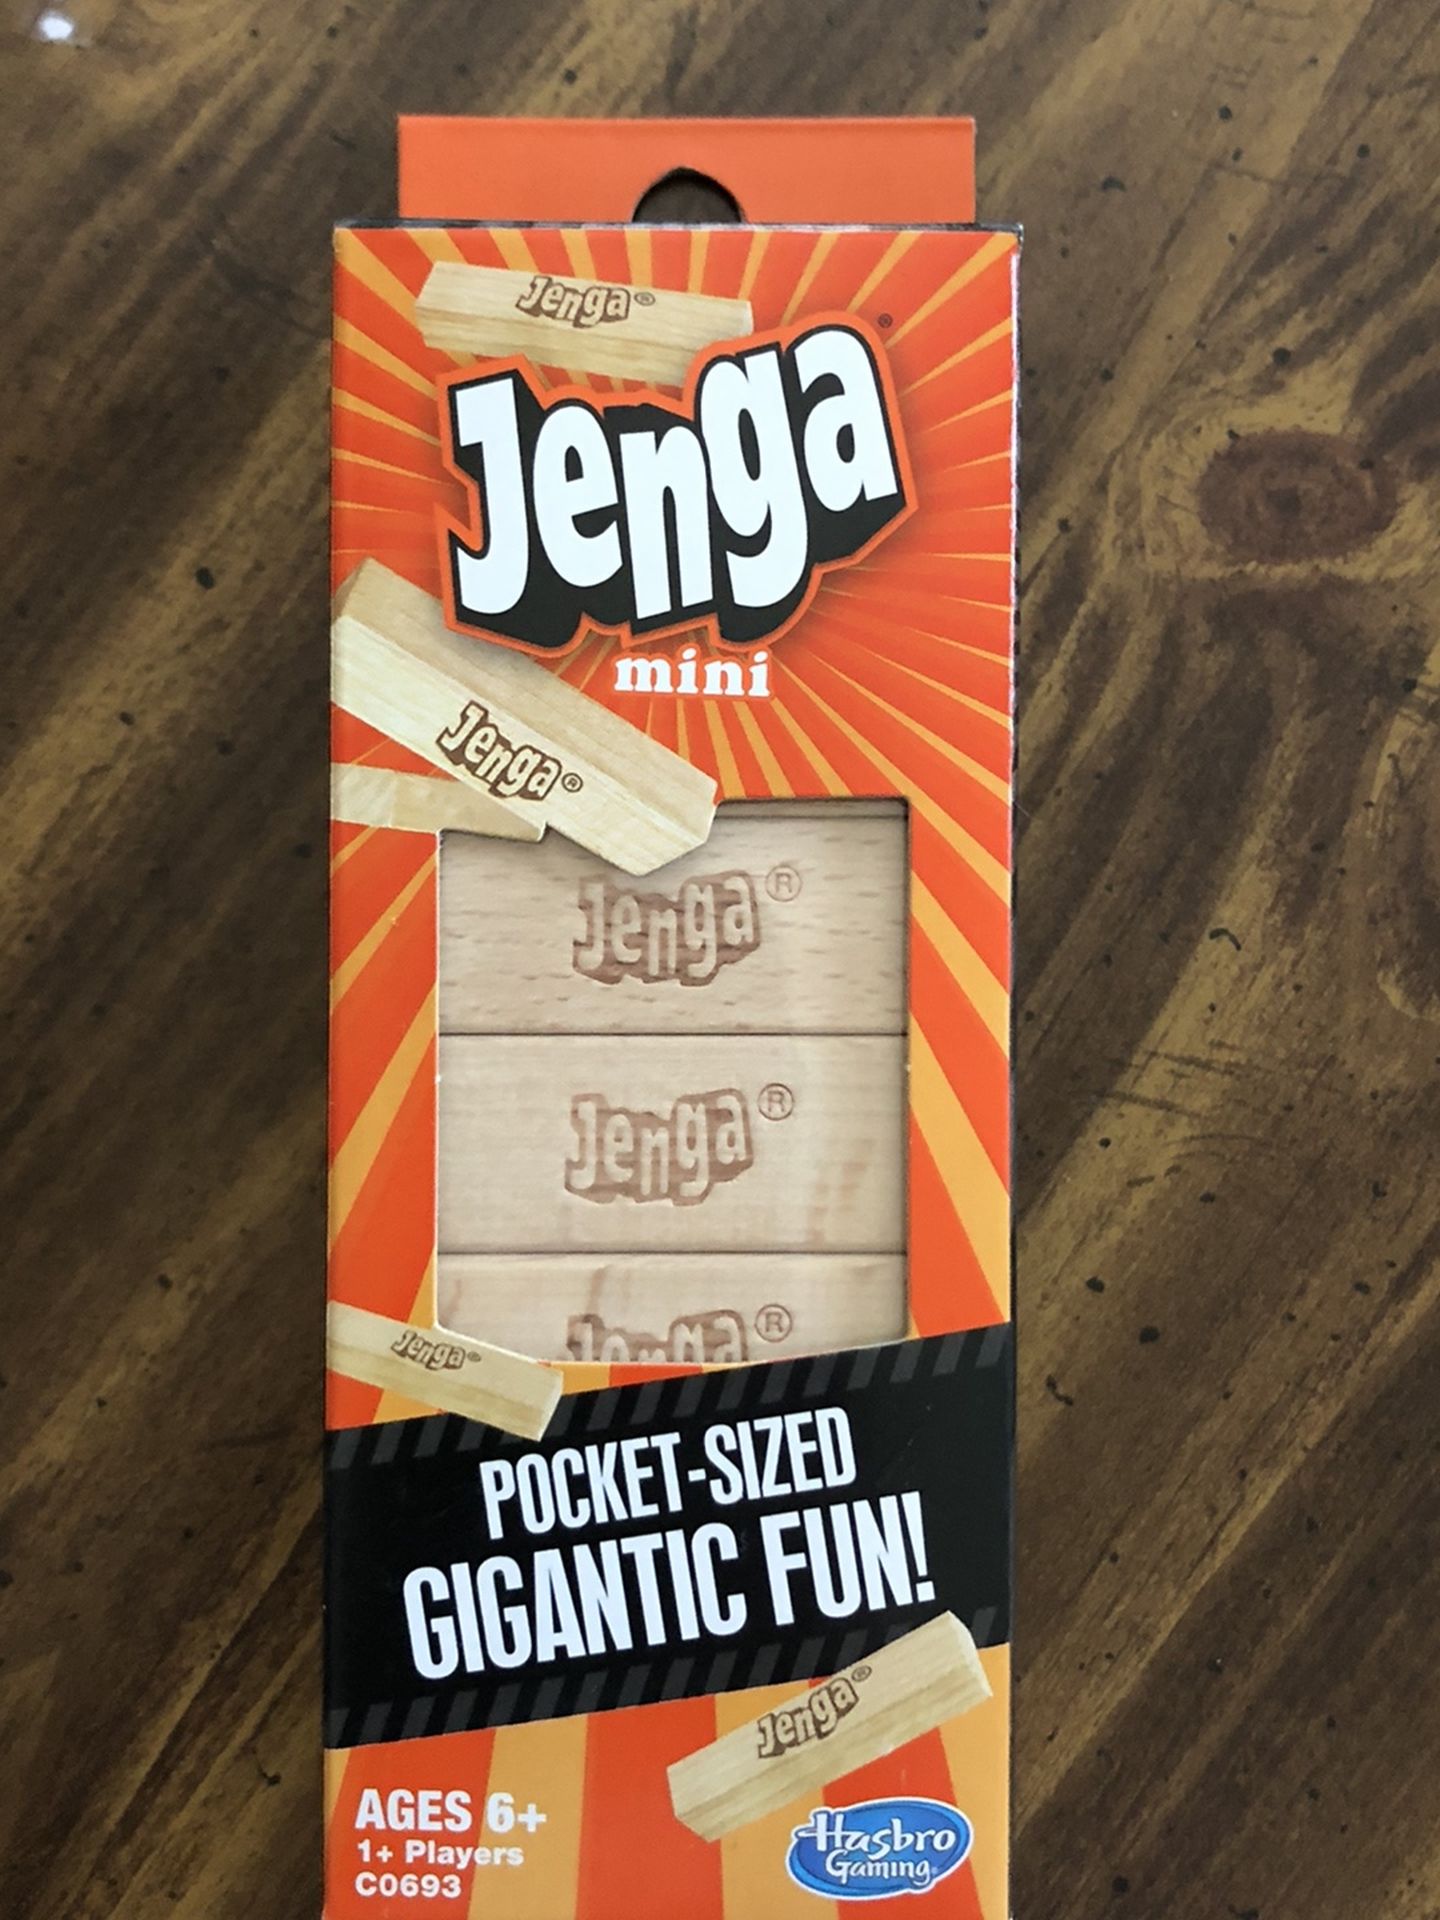 Jenga®
Jenga®
mini
Jenga®
Jenga®
Jenga®
Jenga®
Jenga®
POCKET-SIZED
GIGANTIC FUN!
Jenga®
AGES 6+
1+ Players
C0693
Hasbro
Gaming